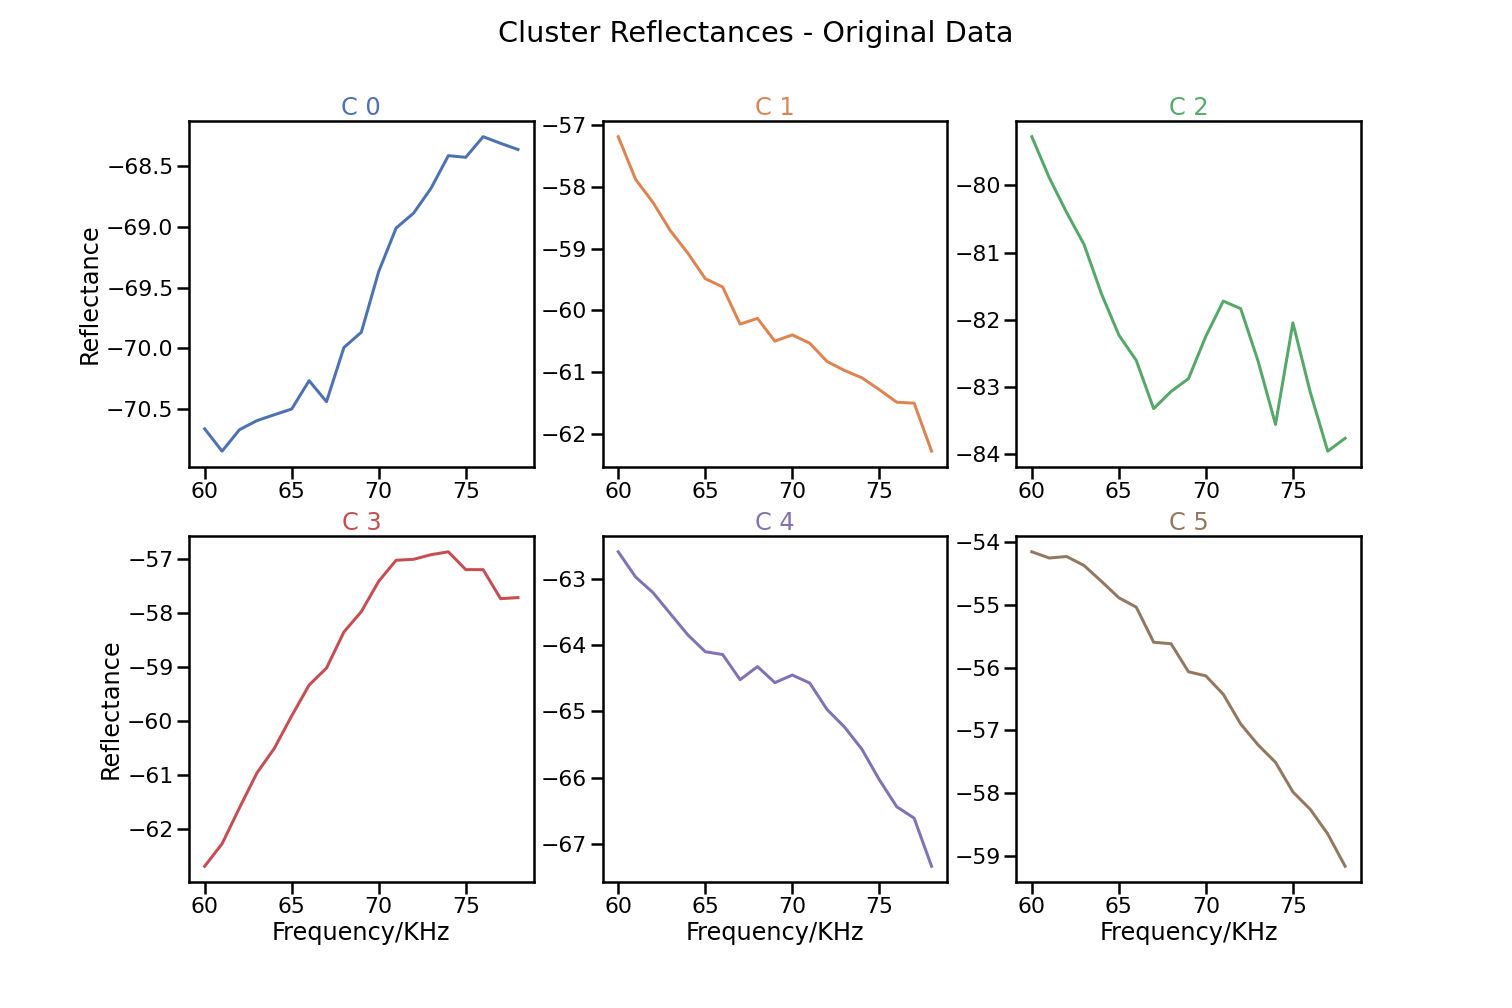 Cluster Reflectances - Original Data
C 0
C 1
C 2
Reflectance
−68.5
−69.0
−69.5
−70.0
−70.5
60 65 70 75
−57
−58
−59
−60
−61
−62
60 65 70 75
−80
−81
−82
−83
−84
60 65 70 75
C 3
C 4
C 5
Reflectance
−57
−58
−59
−60
−61
−62
60 65 70 75
Frequency/KHz
−63
−64
−65
−66
−67
60 65 70 75
Frequency/KHz
−54
−55
−56
−57
−58
−59
60 65 70 75
Frequency/KHz